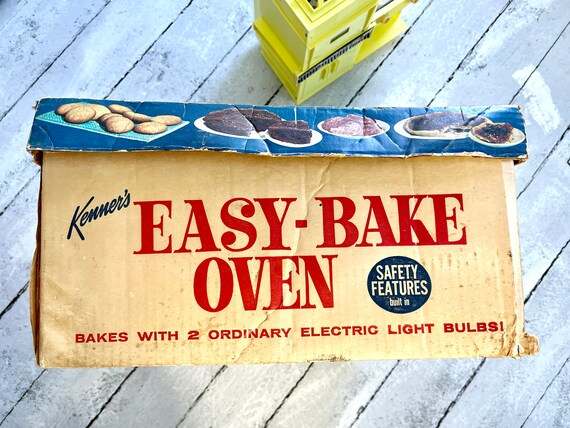 Kenner's
EASY-BAKE
OVEN
SAFETY
FEATURES
built in
BAKES WITH 2 ORDINARY ELECTRIC LIGHT BULBS!